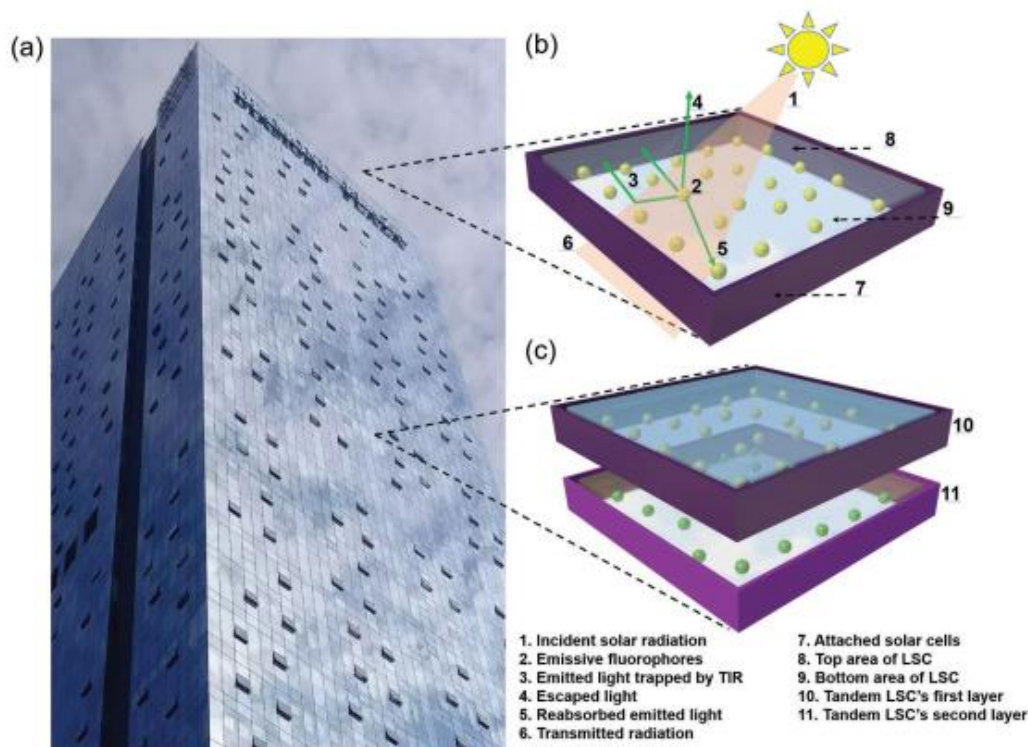 (a)
(b)
1
4
8
3
2
9
6
5
7
(c)
10
11
1. Incident solar radiation
2. Emissive fluorophores
3. Emitted light trapped by TIR
4. Escaped light
5. Reabsorbed emitted light
6. Transmitted radiation
7. Attached solar cells
8. Top area of LSC
9. Bottom area of LSC
10. Tandem LSC's first layer
11. Tandem LSC's second layer